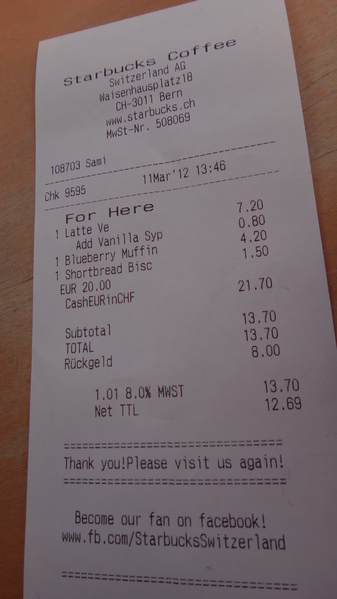 Starbucks Coffee
Switzerland AG
Waisenhausplatz18
CH-3011 Bern
www.starbucks.ch
MwSt-Nr. 508069
108703 Sami
Chk 9595 11Mar'12 13:46
For Here
1 Latte Ve 7.20
Add Vanilla Syp 0.80
1 Blueberry Muffin 4.20
1 Shortbread Bisc 1.50
EUR 20.00
CashEURinCHF 21.70
Subtotal 13.70
TOTAL 13.70
Rückgeld 8.00
1.01 8.0% MWST 13.70
Net TTL 12.69
Thank you!Please visit us again!
Become our fan on facebook!
www.fb.com/StarbucksSwitzerland